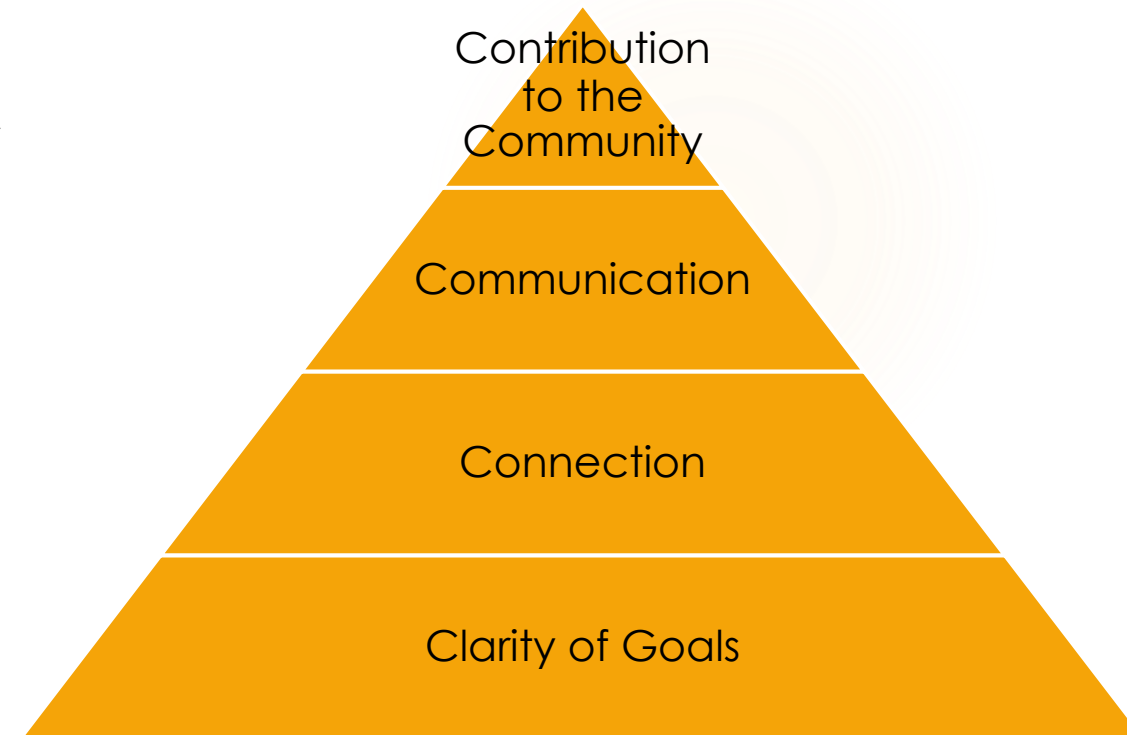 Contribution
to the
Community
Communication
Connection
Clarity of Goals